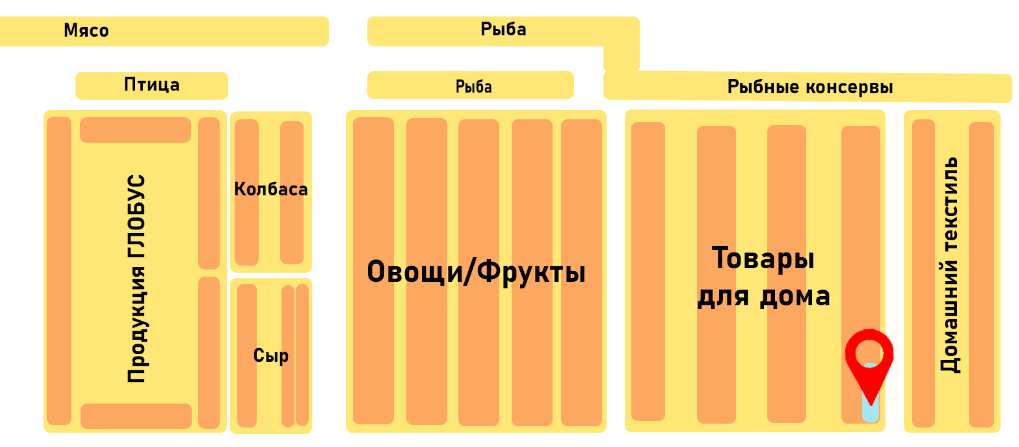 Мясо
Рыба
Птица
Рыба
Рыбные консервы
Продукция ГЛОБУС
Колбаса
Сыр
Овощи/Фрукты
Товары
для дома
Домашний текстиль